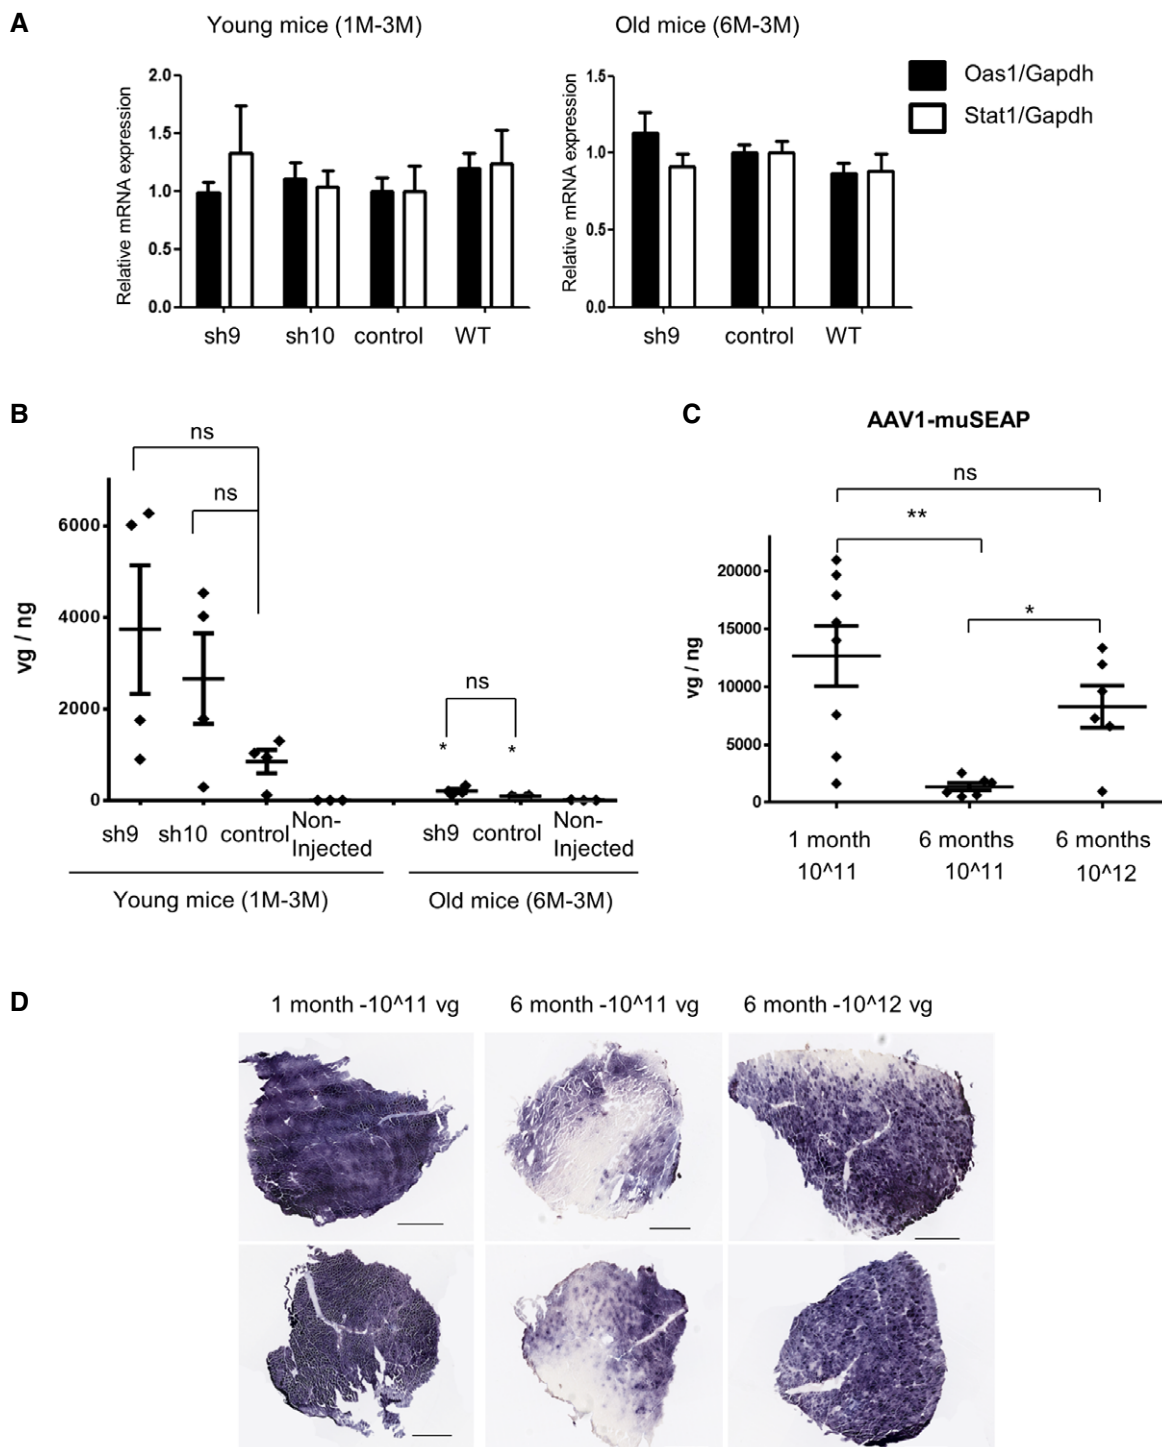 A
Young mice (1M-3M)
Old mice (6M-3M)
Oas1/Gapdh
Stat1/Gapdh
Relative mRNA expression
2.0
1.5
1.0
0.5
0.0
sh9 sh10 control WT
Relative mRNA expression
1.5
1.0
0.5
0.0
sh9 control WT
B
ns
ns
vg / ng
6000
4000
2000
0
ns
* *
sh9 sh10 control Non-
Injected
sh9 control Non-
Injected
Young mice (1M-3M)
Old mice (6M-3M)
C
AAV1-muSEAP
ns
**
*
vg / ng
20000
15000
10000
5000
0
1 month 6 months 6 months
10^11 10^11 10^12
D
1 month -10^11 vg
6 month -10^11 vg
6 month -10^12 vg